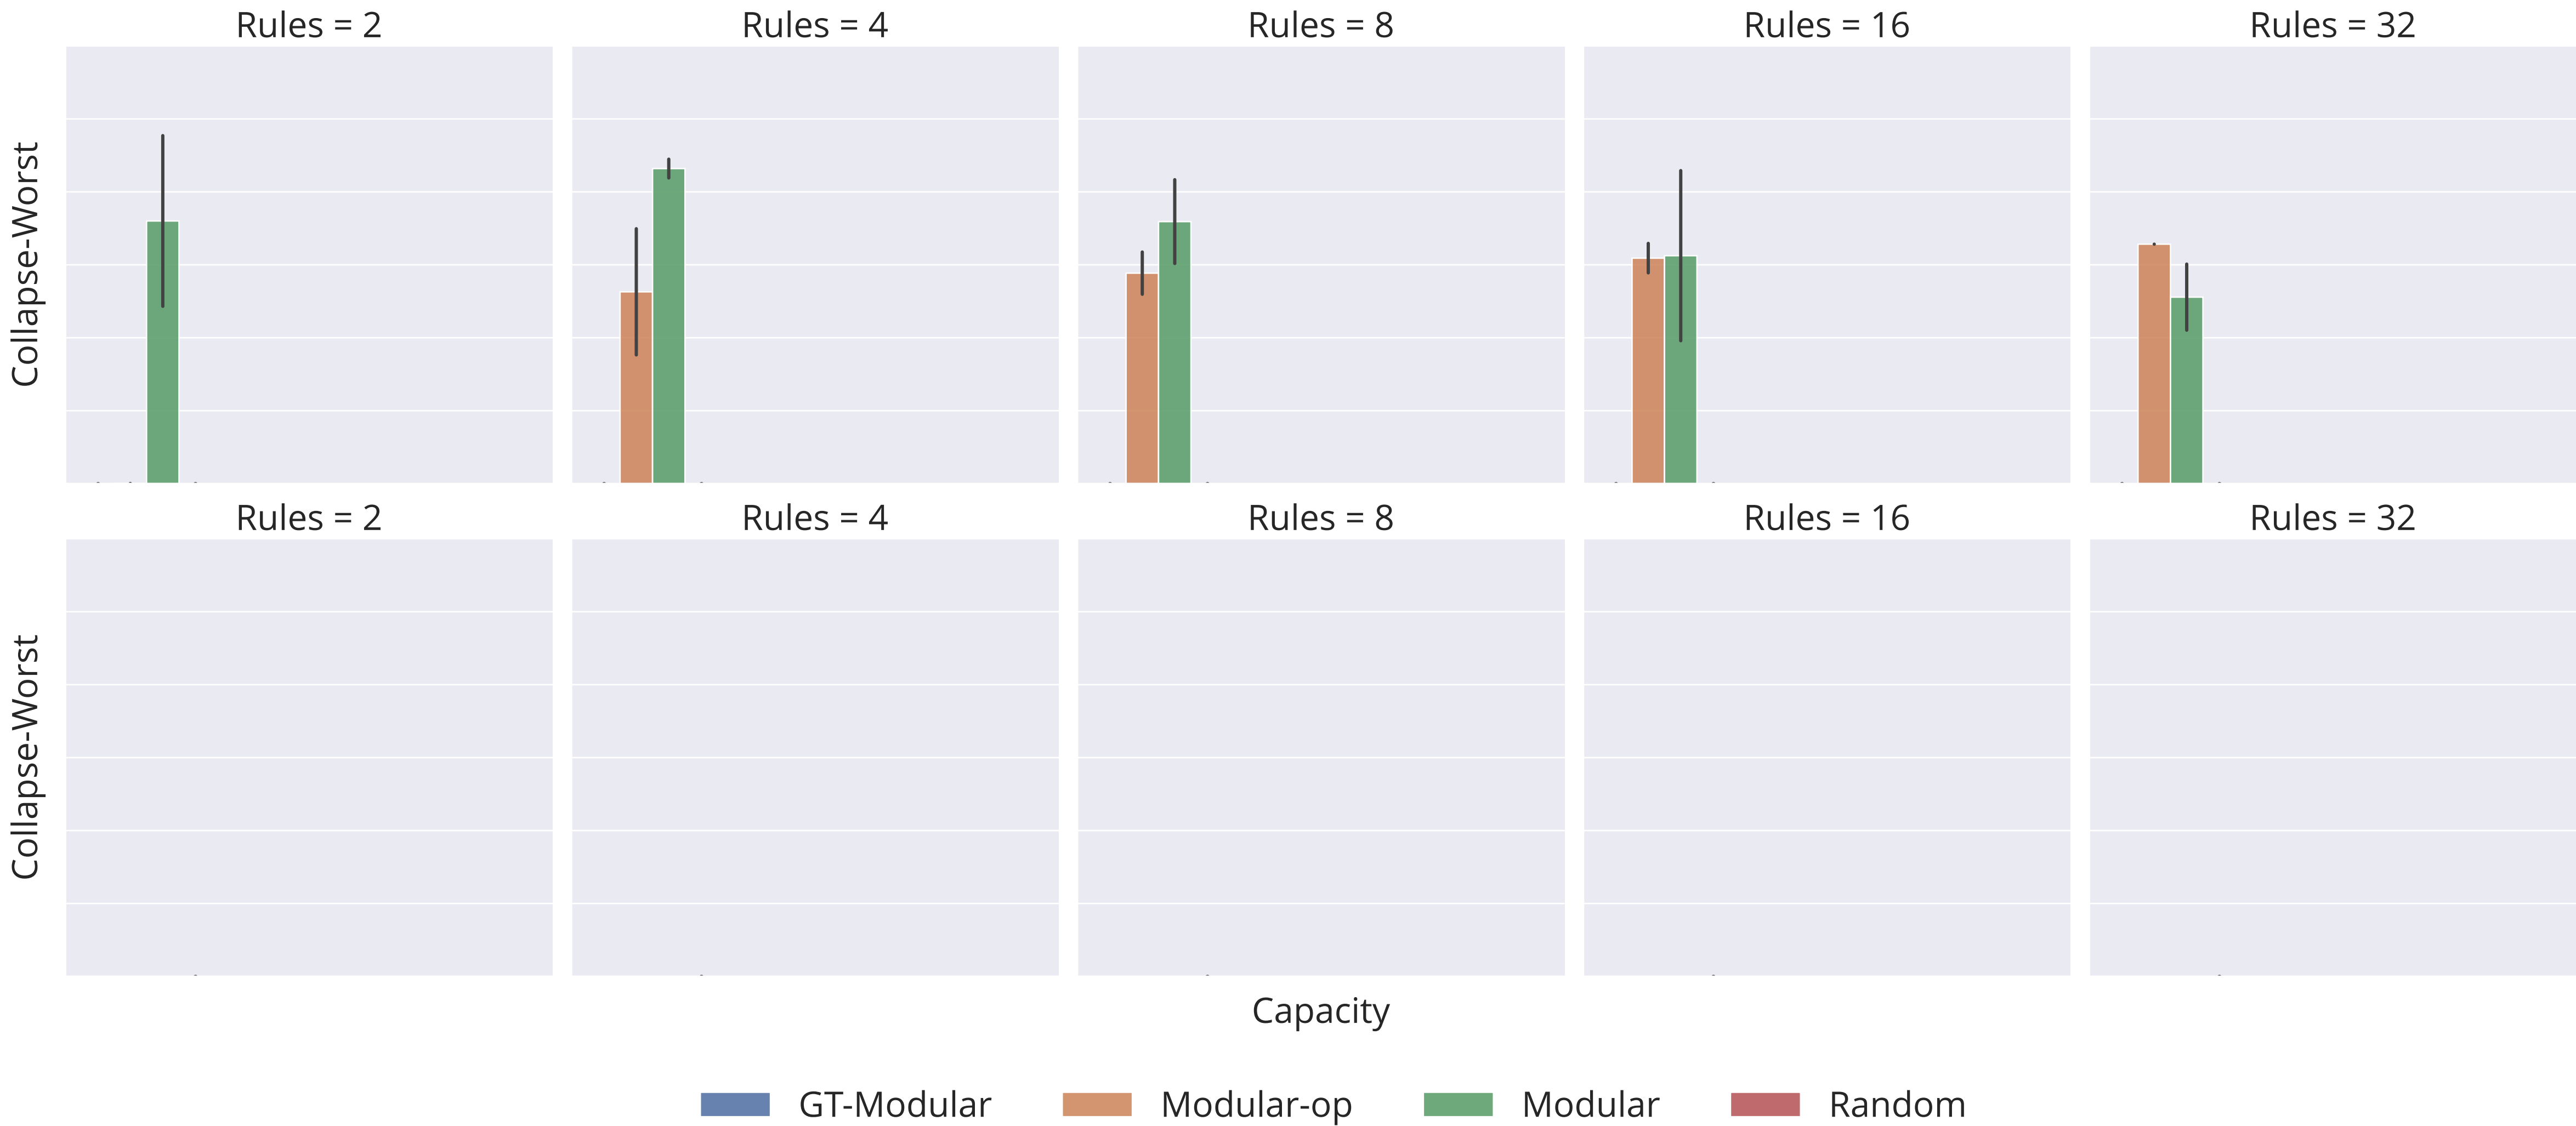 Rules = 2
Rules = 4
Rules = 8
Rules = 16
Rules = 32
Collapse-Worst
Rules = 2
Rules = 4
Rules = 8
Rules = 16
Rules = 32
Collapse-Worst
Capacity
GT-Modular
Modular-op
Modular
Random